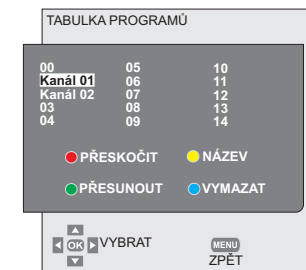 TABULKA PROGRAMŮ
00 05 10
Kanál 01 06 11
Kanál 02 07 12
03 08 13
04 09 14
PŘESKOČIT NÁZEV
PŘESUNOUT VYMAZAT
OK VYBRAT MENU
ZPĚT